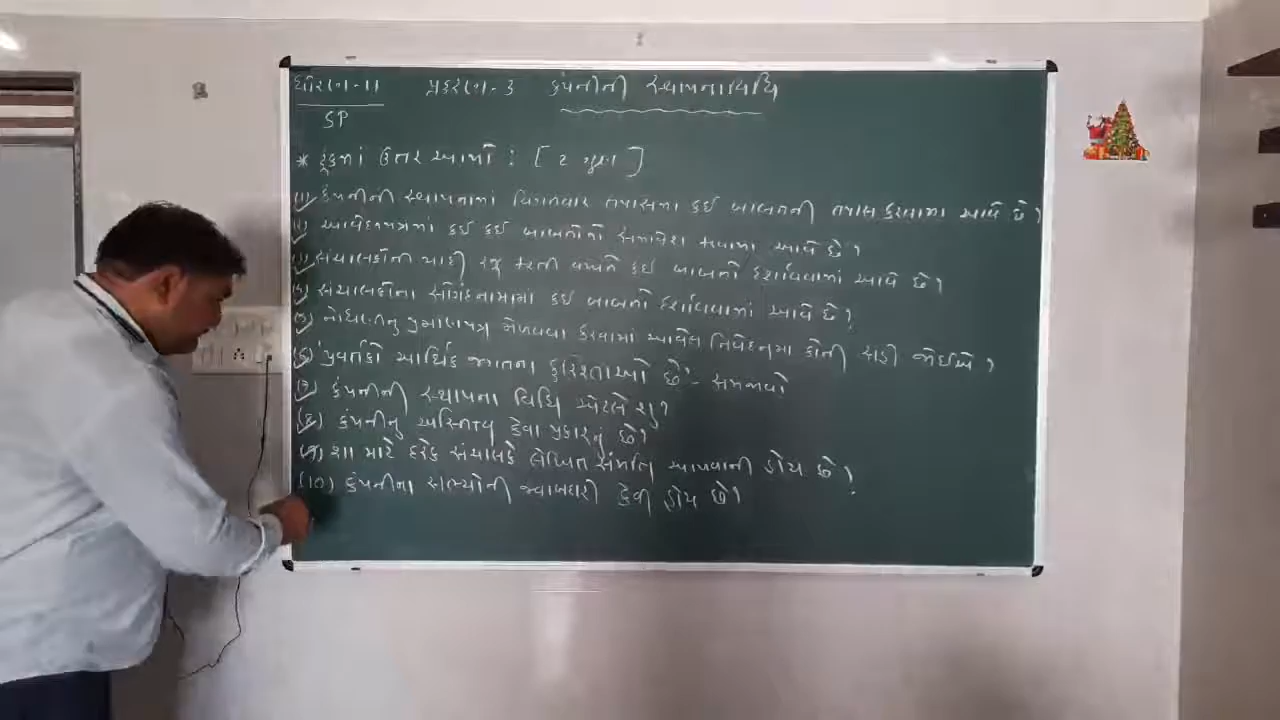 ધોરણ-11 પ્રકરણ-3 કંપનીની સ્થાપનાવિધિ
SP
* ટૂંકમાં ઉત્તર આપો : [ 2 ગુણ ]
(1) કંપનીની સ્થાપનામાં વિગતવાર તપાસમાં કઈ બાબતની તપાસ કરવામાં આવે છે?
(2) આવેદનપત્રમાં કઈ કઈ બાબતોનો સમાવેશ કરવામાં આવે છે?
(3) સંચાલકોની યાદી રજૂ કરતી વખતે કઈ બાબતો દર્શાવવામાં આવે છે?
(4) સંચાલકોના સોગંદનામામાં કઈ બાબતો દર્શાવવામાં આવે છે?
(5) નોંધણીનું પ્રમાણપત્ર મેળવવા કરવામાં આવેલ નિવેદનમાં કોની સહી જોઈએ?
(6) પ્રવર્તકો આર્થિક જગતના ફરિશ્તાઓ છે - સમજાવો
(7) કંપનીની સ્થાપના વિધિ એટલે શું?
(8) કંપનીનું અસ્તિત્વ કેવા પ્રકારનું છે?
(9) શા માટે દરેક સંચાલકે લેખિત સંમતિ આપવાની હોય છે?
(10) કંપનીના સભ્યોની જવાબદારી કેવી હોય છે?